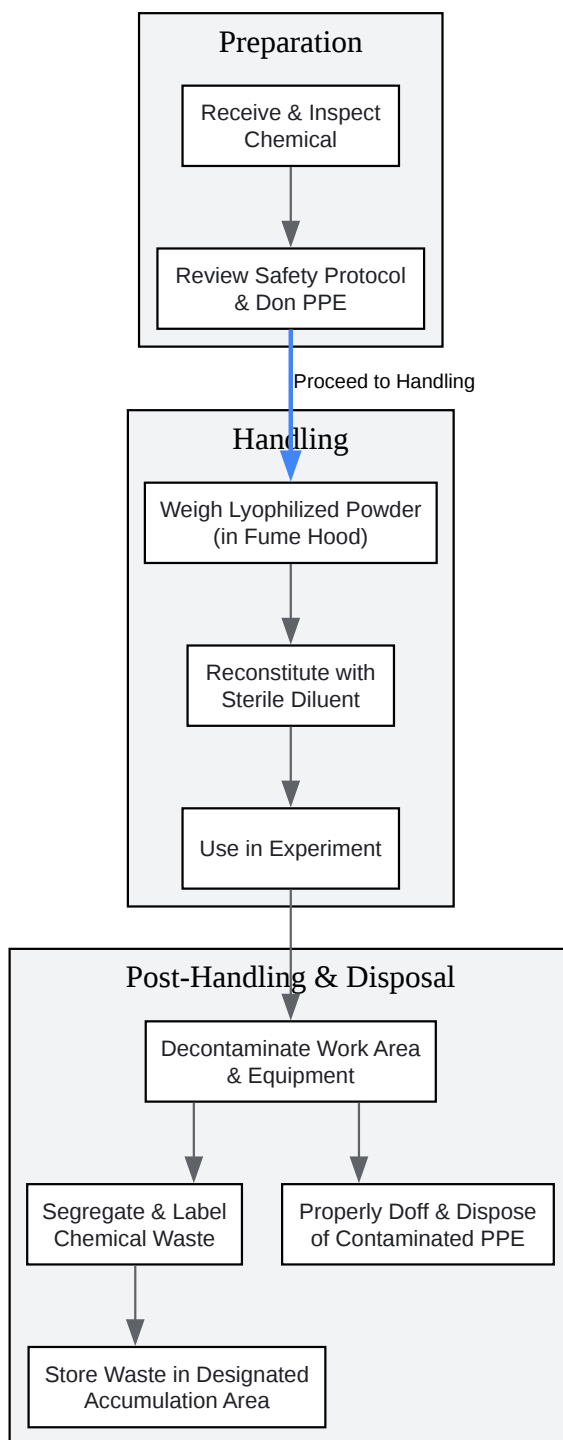 Preparation
Receive & Inspect
Chemical
Review Safety Protocol
& Don PPE
Proceed to Handling
Handling
Weigh Lyophilized Powder
(in Fume Hood)
Reconstitute with
Sterile Diluent
Use in Experiment
Post-Handling & Disposal
Decontaminate Work Area
& Equipment
Segregate & Label
Chemical Waste
Properly Doff & Dispose
of Contaminated PPE
Store Waste in Designated
Accumulation Area